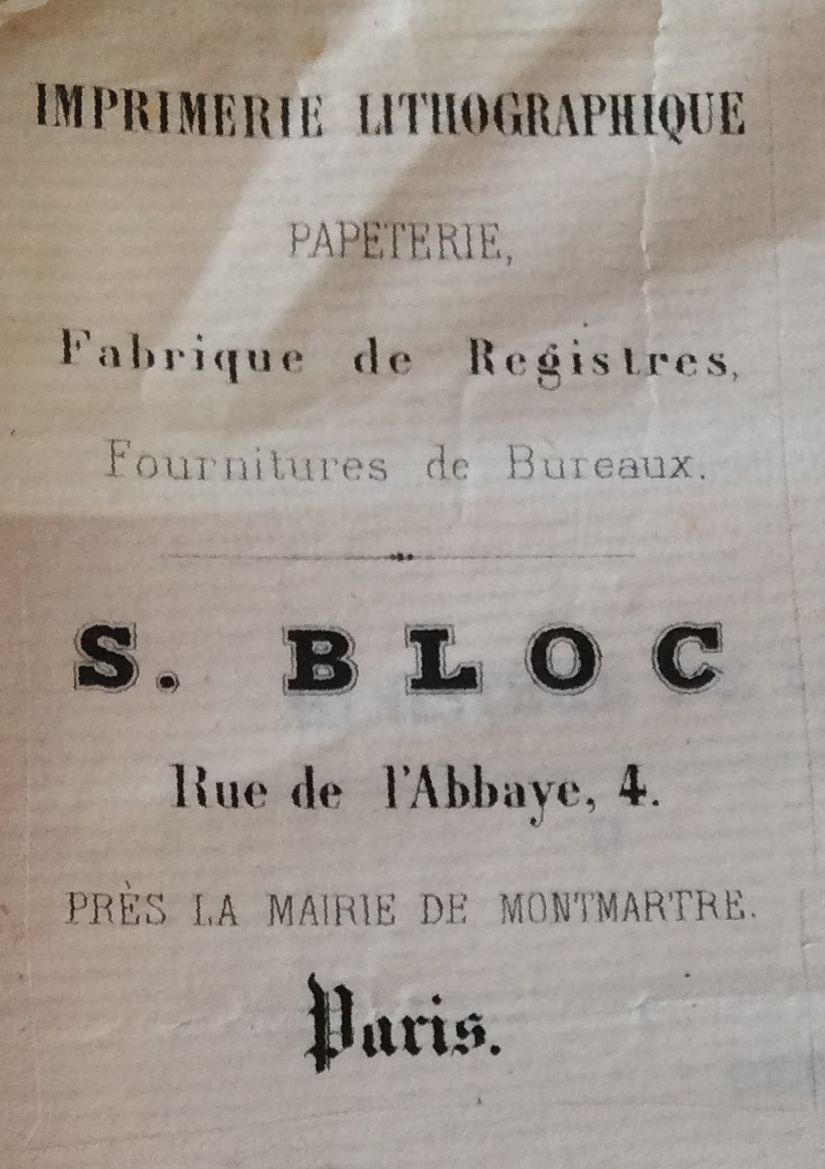 IMPRIMERIE LITHOGRAPHIQUE
PAPETERIE,
Fabrique de Registres,
Fournitures de Bureaux.
S. BLOC
Rue de l'Abbaye, 4.
PRÈS LA MAIRIE DE MONTMARTRE.
Paris.